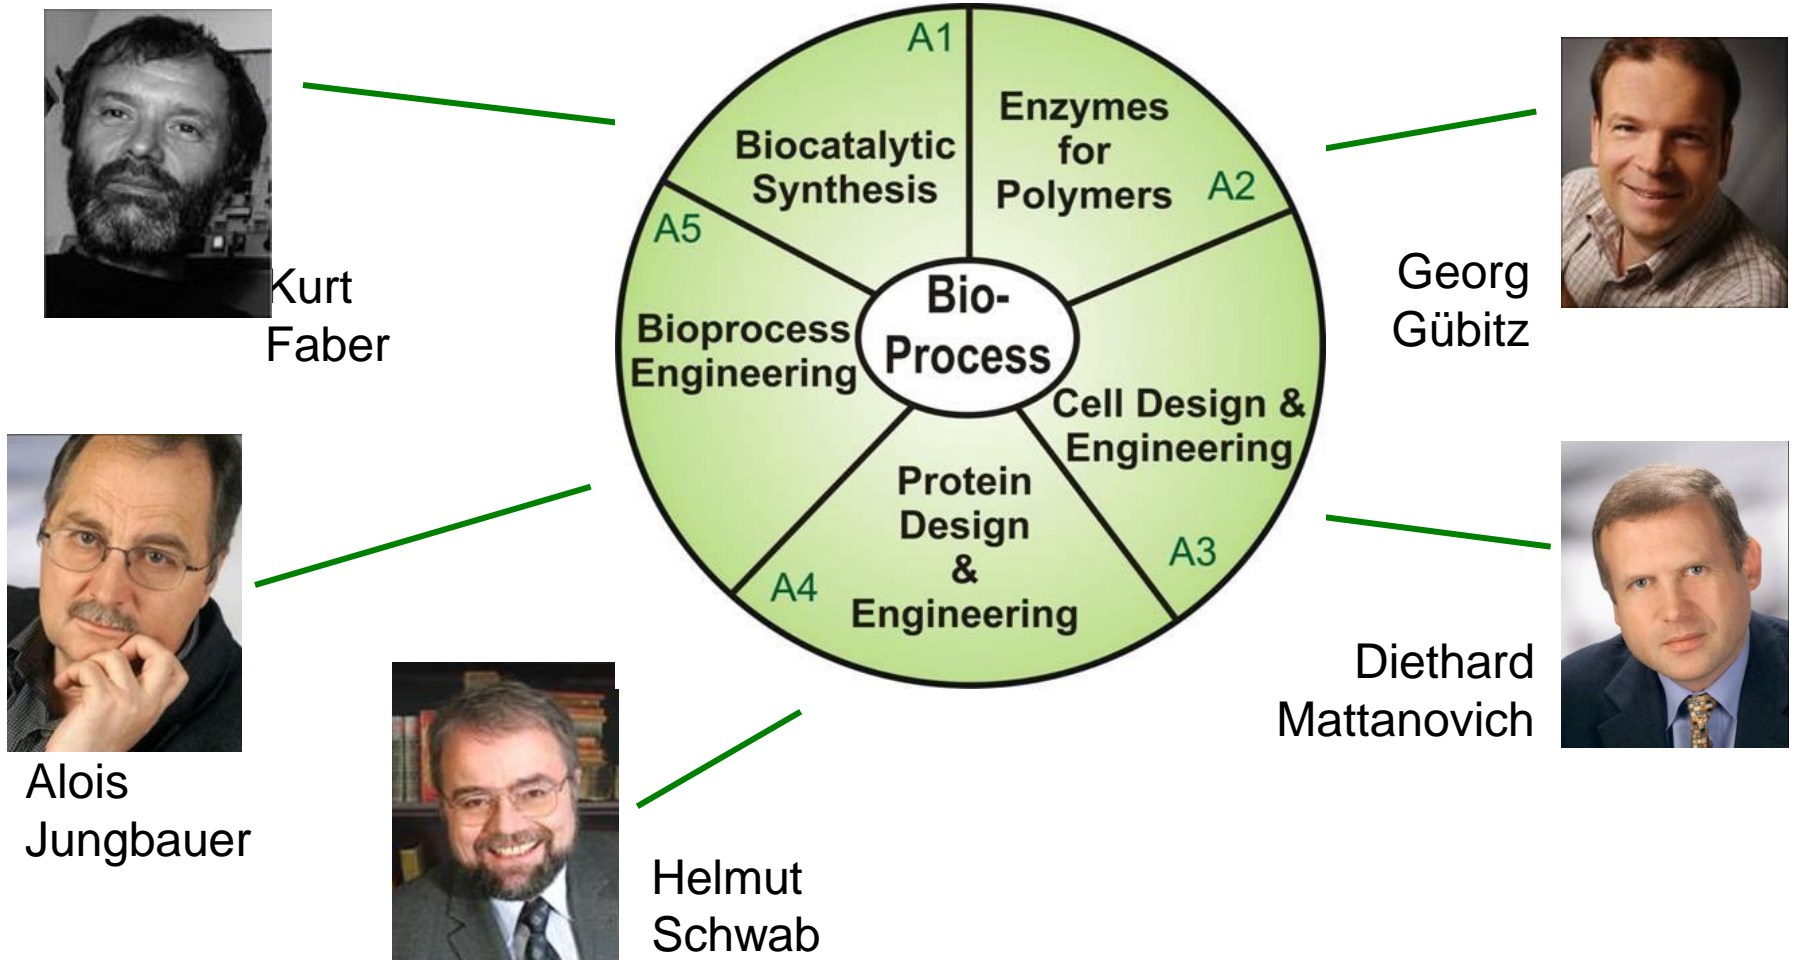 A1
Biocatalytic
Synthesis
Enzymes
for
Polymers
A2
A5
Bioprocess
Engineering
Bio-
Process
Cell Design &
Engineering
A3
Protein
Design
&
Engineering
A4
Kurt
Faber
Georg
Gübitz
Alois
Jungbauer
Diethard
Mattanovich
Helmut
Schwab